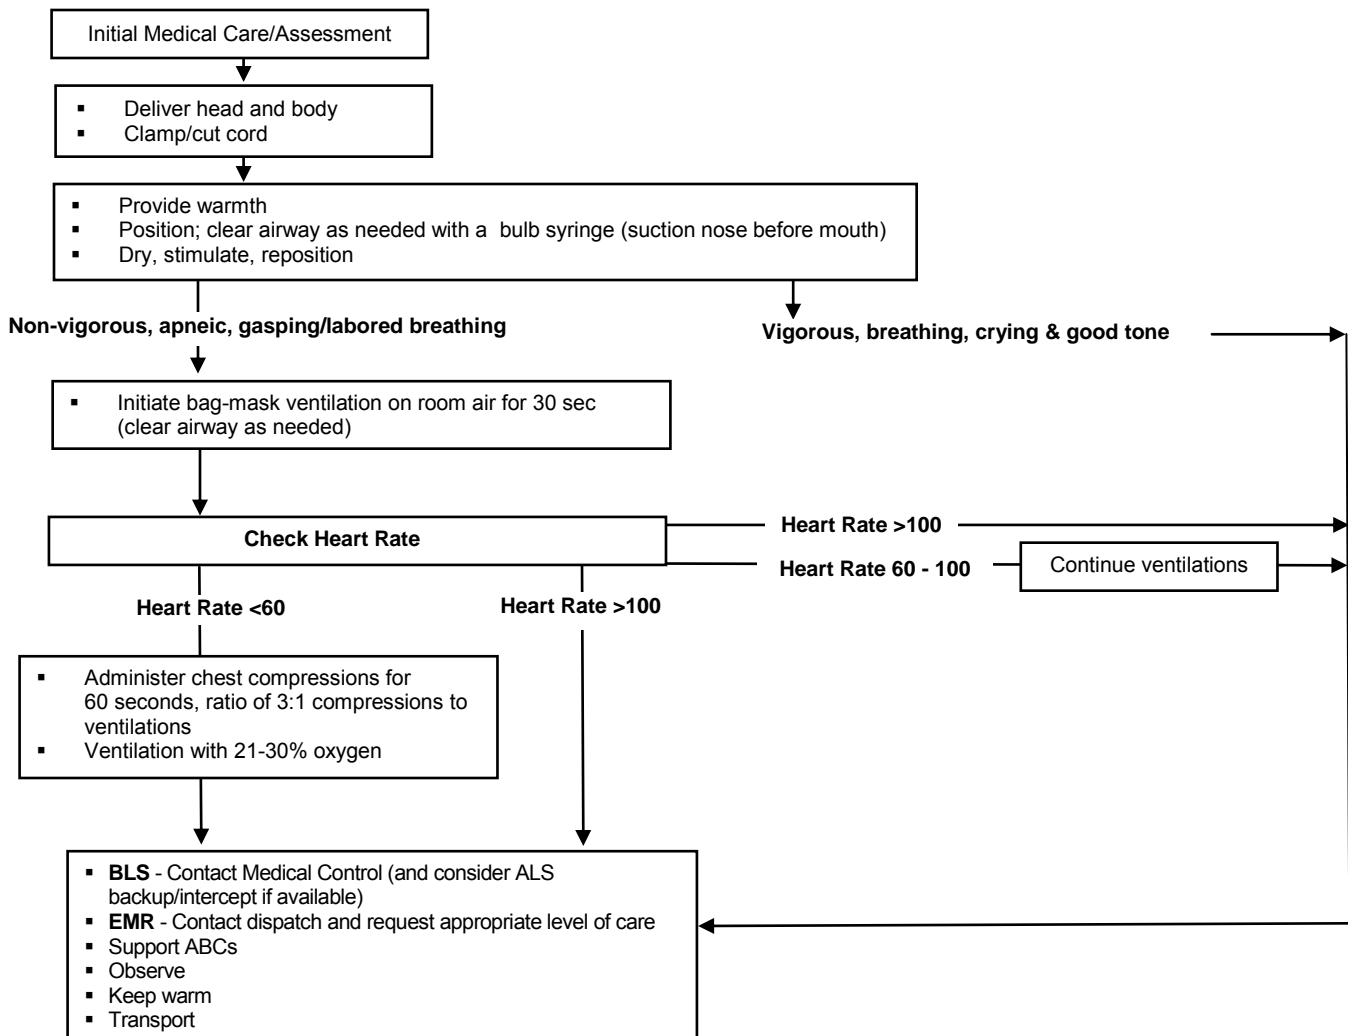 Initial Medical Care/Assessment
▪ Deliver head and body
▪ Clamp/cut cord
▪ Provide warmth
▪ Position; clear airway as needed with a bulb syringe (suction nose before mouth)
▪ Dry, stimulate, reposition
Non-vigorous, apneic, gasping/labored breathing
Vigorous, breathing, crying & good tone
▪ Initiate bag-mask ventilation on room air for 30 sec
(clear airway as needed)
Check Heart Rate
Heart Rate >100
Heart Rate 60 - 100
Continue ventilations
Heart Rate <60
Heart Rate >100
▪ Administer chest compressions for
60 seconds, ratio of 3:1 compressions to
ventilations
▪ Ventilation with 21-30% oxygen
▪ BLS - Contact Medical Control (and consider ALS
backup/intercept if available)
▪ EMR - Contact dispatch and request appropriate level of care
▪ Support ABCs
▪ Observe
▪ Keep warm
▪ Transport